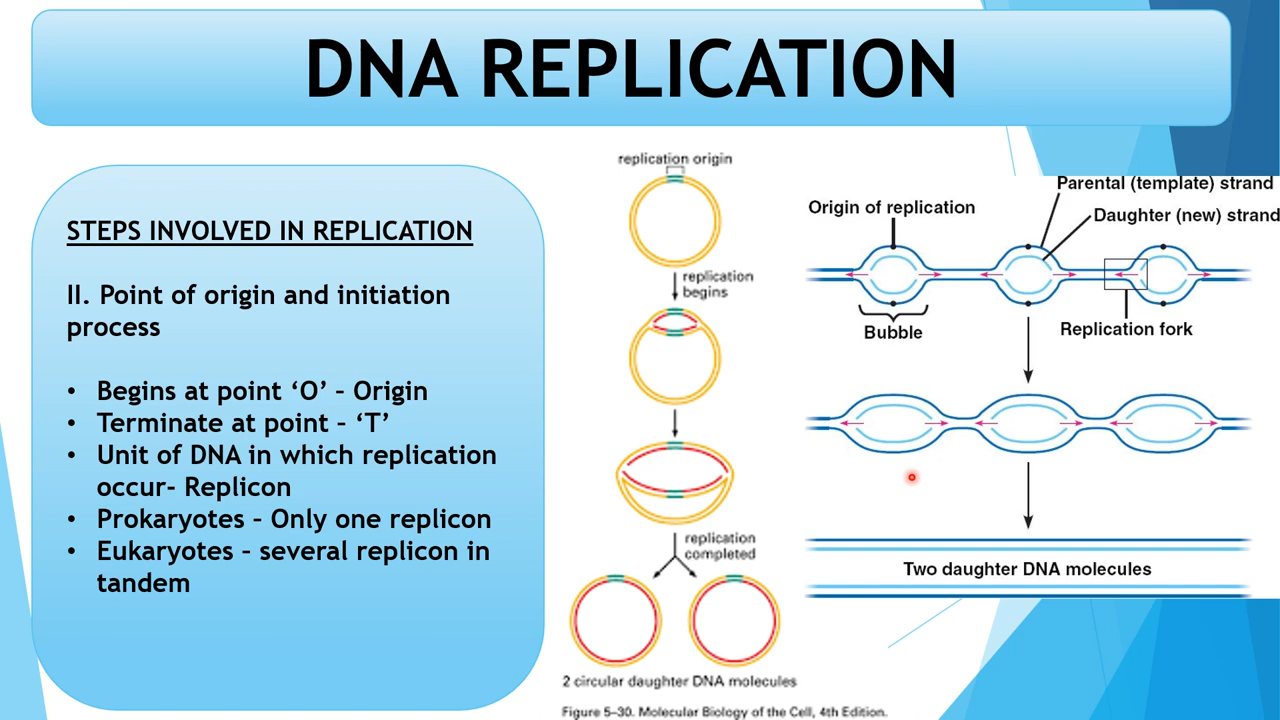 DNA REPLICATION
STEPS INVOLVED IN REPLICATION
II. Point of origin and initiation
process
• Begins at point ‘O’ – Origin
• Terminate at point – ‘T’
• Unit of DNA in which replication
occur- Replicon
• Prokaryotes – Only one replicon
• Eukaryotes – several replicon in
tandem
replication origin
replication
begins
replication
completed
2 circular daughter DNA molecules
Figure 5–30. Molecular Biology of the Cell, 4th Edition.
Parental (template) strand
Origin of replication
Daughter (new) strand
Bubble
Replication fork
Two daughter DNA molecules